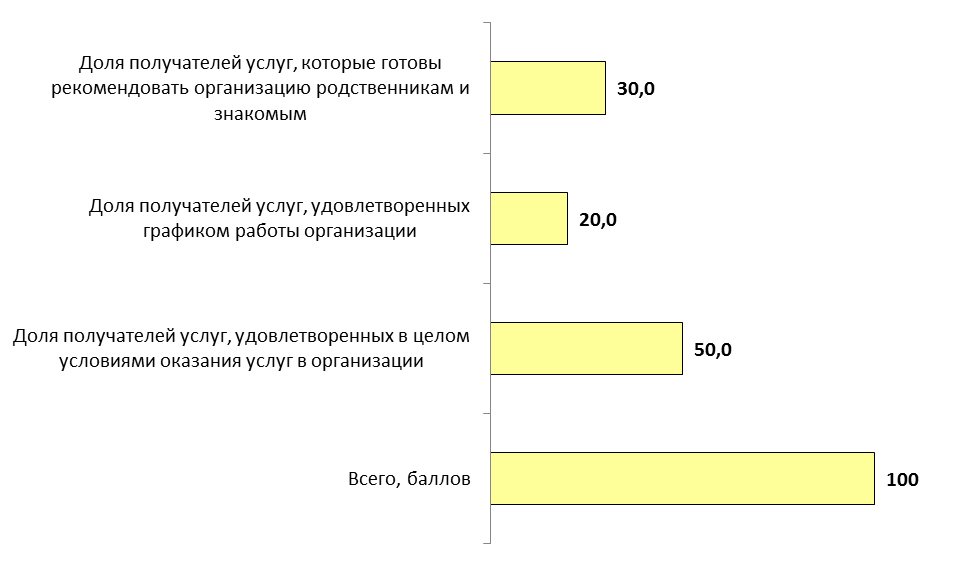 Доля получателей услуг, которые готовы
рекомендовать организацию родственникам и
знакомым
30,0
Доля получателей услуг, удовлетворенных
графиком работы организации
20,0
Доля получателей услуг, удовлетворенных в целом
условиями оказания услуг в организации
50,0
Всего, баллов
100